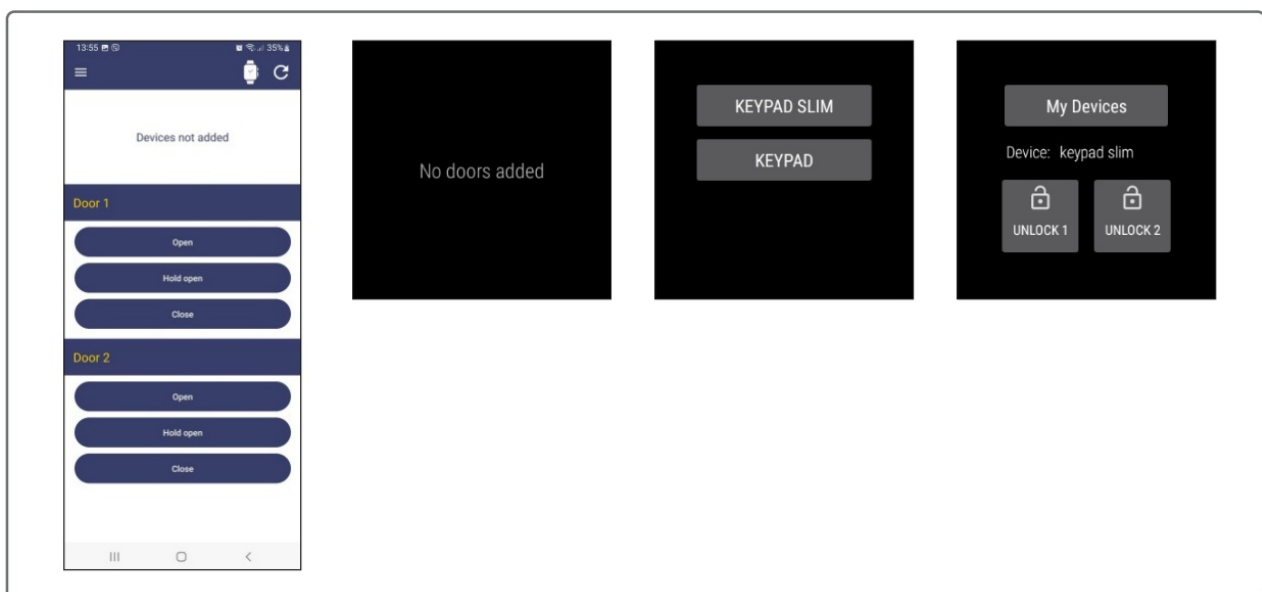 13:55
35%
Devices not added
Door 1
Open
Hold open
Close
Door 2
Open
Hold open
Close
No doors added
KEYPAD SLIM
KEYPAD
My Devices
Device: keypad slim
UNLOCK 1 UNLOCK 2